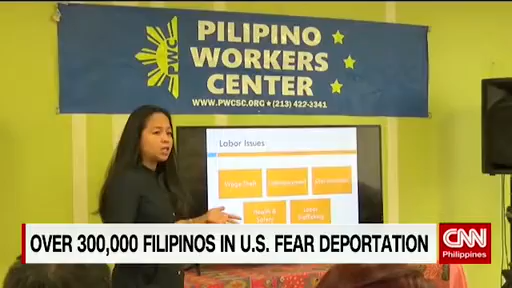 PILIPINO
WORKERS
CENTER
WWW.PWCSC.ORG ★ (213) 422-3341
PWC
Labor Issues
Wage Theft
Health &
Safety
Labor
Trafficking
OVER 300,000 FILIPINOS IN U.S. FEAR DEPORTATION
CNN
Philippines